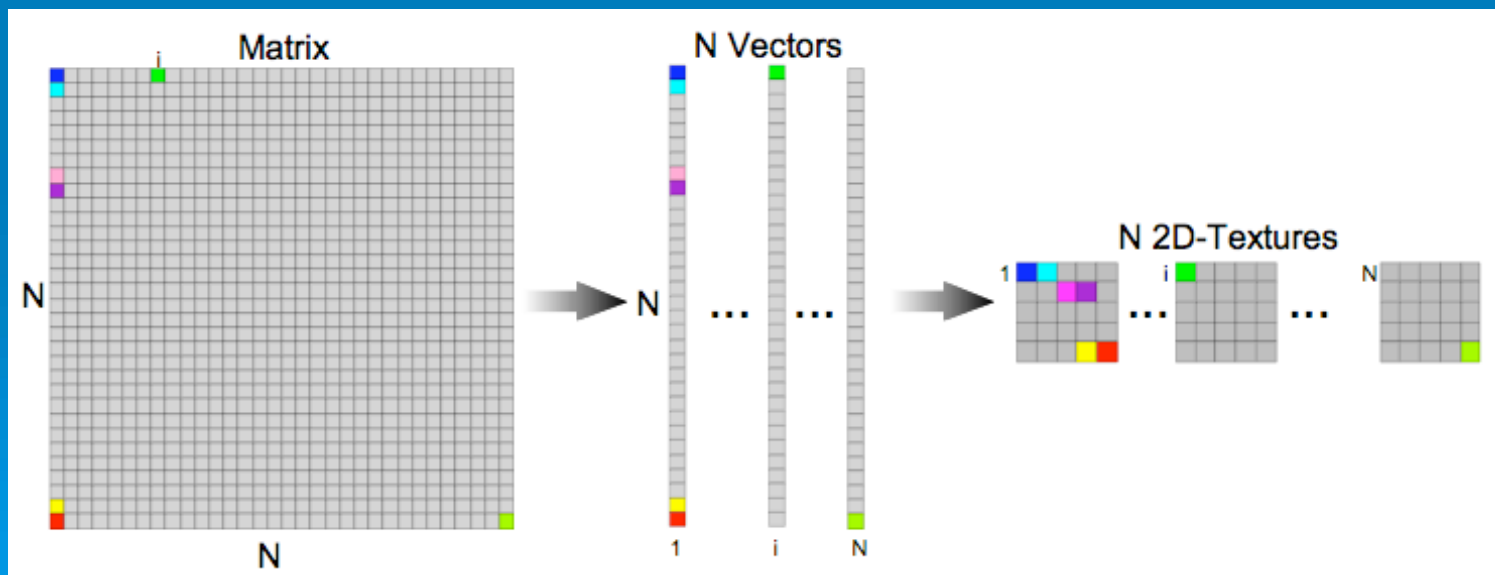 Matrix
i
N
N
N Vectors
N
... ...
1 i N
N 2D-Textures
1 i N
... ...